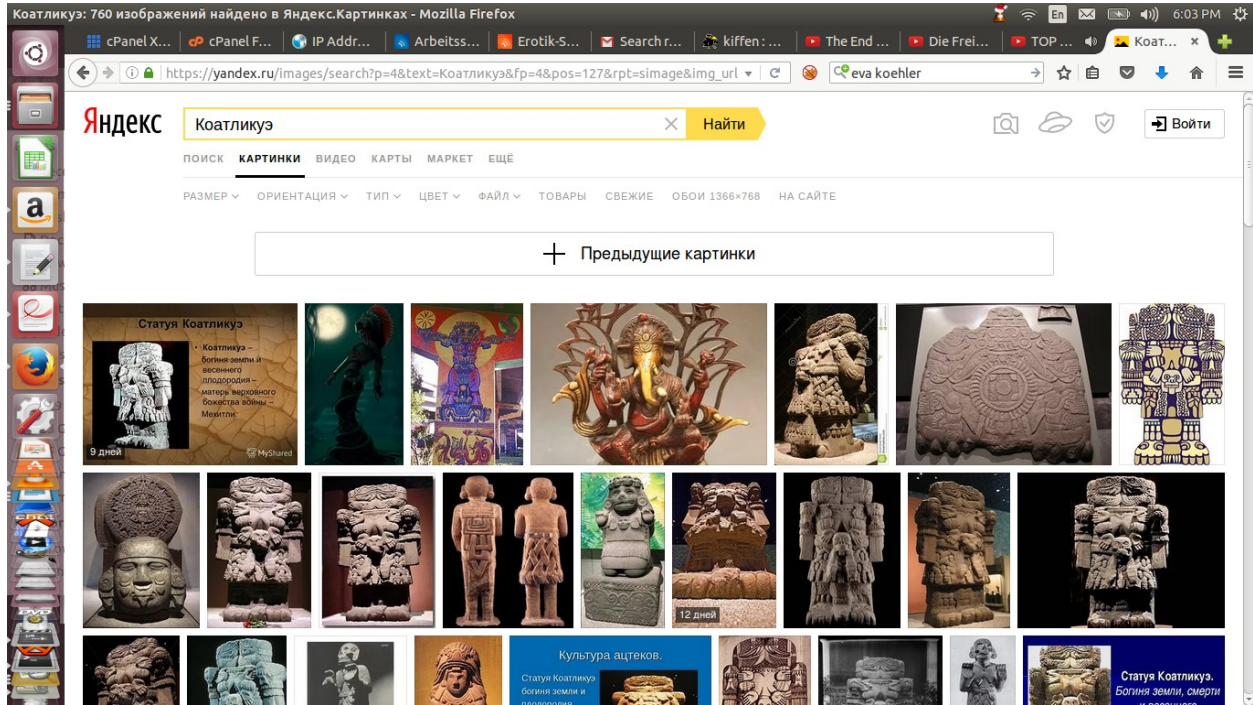 Коатликуэ: 760 изображений найдено в Яндекс.Картинках - Mozilla Firefox
En
6:03 PM
cPanel X...
cPanel F...
IP Addr...
Arbeitss...
Erotik-S...
Search r...
kiffen : ...
The End ...
Die Frei...
TOP ...
Коат...
https://yandex.ru/images/search?p=4&text=Коатликуэ&fp=4&pos=127&rpt=simage&img_url
eva koehler
Яндекс
Коатликуэ
Найти
Войти
ПОИСК КАРТИНКИ ВИДЕО КАРТЫ МАРКЕТ ЕЩЁ
РАЗМЕР ОРИЕНТАЦИЯ ТИП ЦВЕТ ФАЙЛ ТОВАРЫ СВЕЖИЕ ОБОИ 1366×768 НА САЙТЕ
Предыдущие картинки
Статуя Коатликуэ
• Коатликуэ –
богиня земли и
весеннего
плодородия –
матерь верховного
божества войны –
Мехитли.
9 дней
MyShared
12 дней
Культура ацтеков.
Статуя Коатликуэ
богиня земли и
плодородия
Статуя Коатликуэ.
Богиня земли, смерти
и весеннего